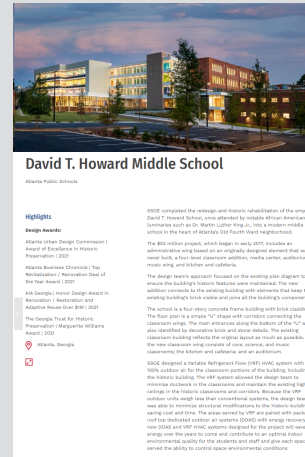 David T. Howard Middle School
Atlanta Public Schools
Highlights
Design Awards:
Atlanta Urban Design Commission |
Award of Excellence in Historic
Preservation | 2021
Atlanta Business Chronicle | Top
Revitalization / Renovation Deal of
the Year Award | 2021
AIA Georgia | Honor Design Award in
Renovation / Restoration and
Adaptive Reuse Over $1M | 2021
The Georgia Trust for Historic
Preservation | Marguerite Williams
Award | 2021
Atlanta, Georgia
SSOE completed the redesign and historic rehabilitation of the
David T. Howard School, once attended by notable African American
luminaries such as Dr. Martin Luther King Jr., into a modern middle
school in the heart of Atlanta's Old Fourth Ward neighborhood.
The $52 million project, which began in early 2017, includes an
administrative wing based on an originally designed element that
never built, a four-level classroom addition, media center,
music wing, and kitchen and cafeteria.
The design team's approach focused on the existing plan diagram
ensure the building's historic features were maintained. The new
addition connects to the existing building with elements that keep
existing building's brick visible and joins all the building's
The school is a four-story concrete frame building with brick
The floor plan is a simple "U" shape with corridors connecting the
classroom wings. The main entrances along the bottom of the "U"
also identified by decorative brick and stone details. The existing
classroom building reflects the original layout as much as possible,
the new classroom wing consists of core, science, and music
classrooms; the kitchen and cafeteria; and an auditorium.
SSOE designed a Variable Refrigerant Flow (VRF) HVAC system with
100% outdoor air for the classroom portions of the building,
the historic building. The VRF system allowed the design team to
minimize ductwork in the classrooms and maintain the existing high
ceilings in the historic classrooms and corridors. Because the VRF
outdoor units weigh less than conventional systems, the design
was able to minimize structural modifications to the historic
saving cost and time. The areas served by VRF are paired with
roof top dedicated outdoor air systems (DOAS) with energy
new DOAS and VRF HVAC systems designed for the project will save
energy over the years to come and contribute to an optimal indoor
environmental quality for the students and staff and give each
served the ability to control space environmental conditions.